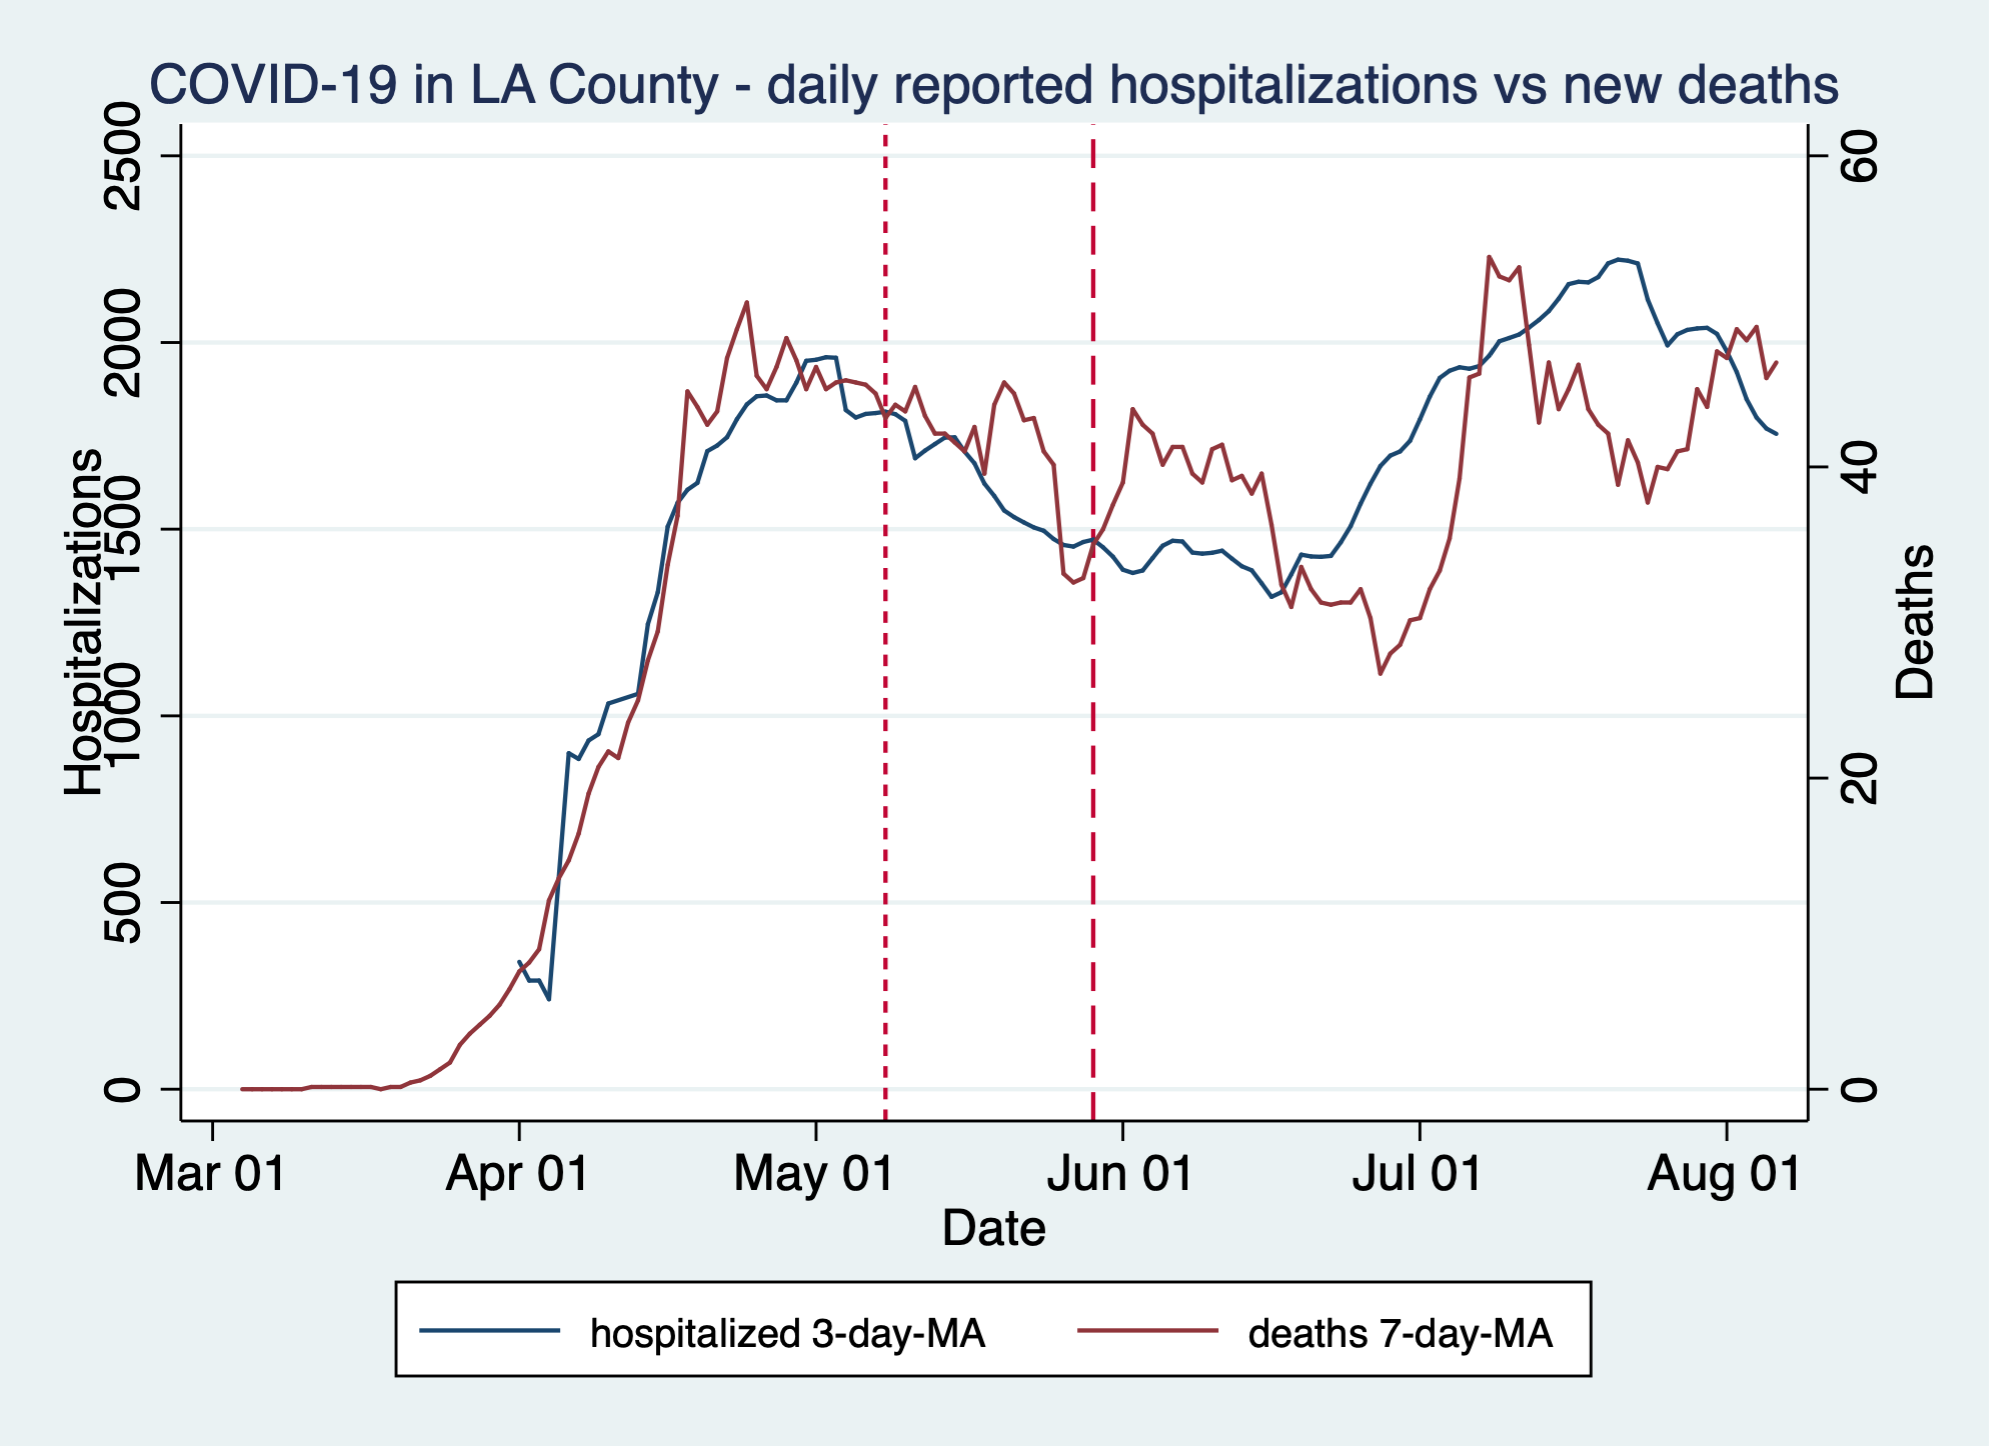 COVID-19 in LA County - daily reported hospitalizations vs new deaths
Hospitalizations
2500
2000
1500
1000
500
0
60
40
20
0
Deaths
Mar 01 Apr 01 May 01 Jun 01 Jul 01 Aug 01
Date
hospitalized 3-day-MA deaths 7-day-MA